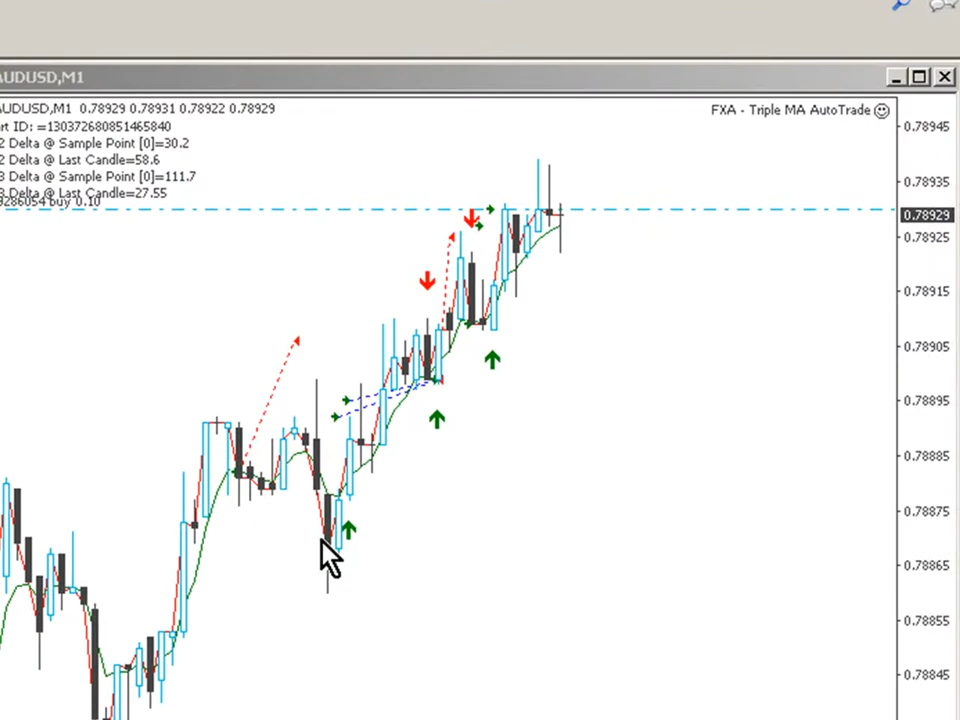 AUDUSD,M1
AUDUSD,M1 0.78929 0.78931 0.78922 0.78929
FXA - Triple MA AutoTrade
rt ID: =130372680851465840
2 Delta @ Sample Point [0]=30.2
2 Delta @ Last Candle=58.6
3 Delta @ Sample Point [0]=111.7
3 Delta @ Last Candle=27.55
9286054 buy 0.10
0.78945
0.78935
0.78929
0.78925
0.78915
0.78905
0.78895
0.78885
0.78875
0.78865
0.78855
0.78845